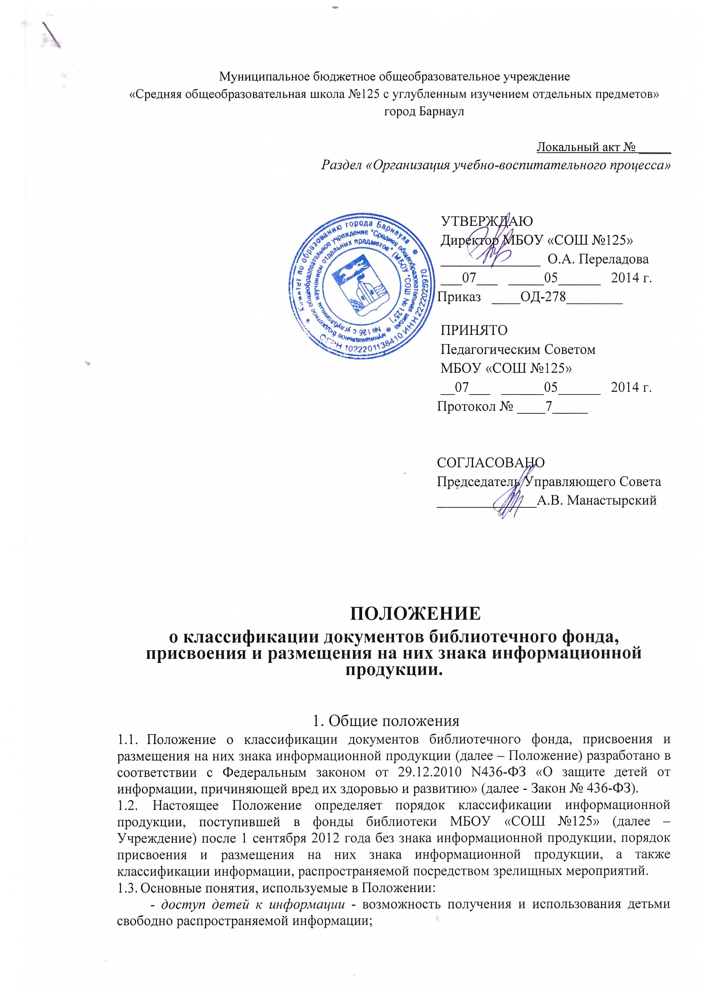 Муниципальное бюджетное общеобразовательное учреждение
«Средняя общеобразовательная школа №125 с углубленным изучением отдельных предметов»
город Барнаул
Локальный акт № _____
Раздел «Организация учебно-воспитательного процесса»
УТВЕРЖДАЮ
Директор МБОУ «СОШ №125»
______________ О.А. Переладова
___07___ _____05______ 2014 г.
Приказ ____ОД-278________
ПРИНЯТО
Педагогическим Советом
МБОУ «СОШ №125»
__07___ ______05______ 2014 г.
Протокол № ____7_____
СОГЛАСОВАНО
Председатель Управляющего Совета
______________А.В. Манастырский
Комитет по образованию города Барнаула
ОГРН 1022201138410 ИНН 2222025970
муниципальное бюджетное общеобразовательное учреждение "Средняя общеобразовательная школа
№ 125 с углубленным изучением отдельных предметов" (МБОУ "СОШ № 125")
ПОЛОЖЕНИЕ
о классификации документов библиотечного фонда,
присвоения и размещения на них знака информационной
продукции.
1. Общие положения
1.1. Положение о классификации документов библиотечного фонда, присвоения и
размещения на них знака информационной продукции (далее – Положение) разработано в
соответствии с Федеральным законом от 29.12.2010 N436-ФЗ «О защите детей от
информации, причиняющей вред их здоровью и развитию» (далее - Закон № 436-ФЗ).
1.2. Настоящее Положение определяет порядок классификации информационной
продукции, поступившей в фонды библиотеки МБОУ «СОШ №125» (далее –
Учреждение) после 1 сентября 2012 года без знака информационной продукции, порядок
присвоения и размещения на них знака информационной продукции, а также
классификации информации, распространяемой посредством зрелищных мероприятий.
1.3. Основные понятия, используемые в Положении:
- доступ детей к информации - возможность получения и использования детьми
свободно распространяемой информации;